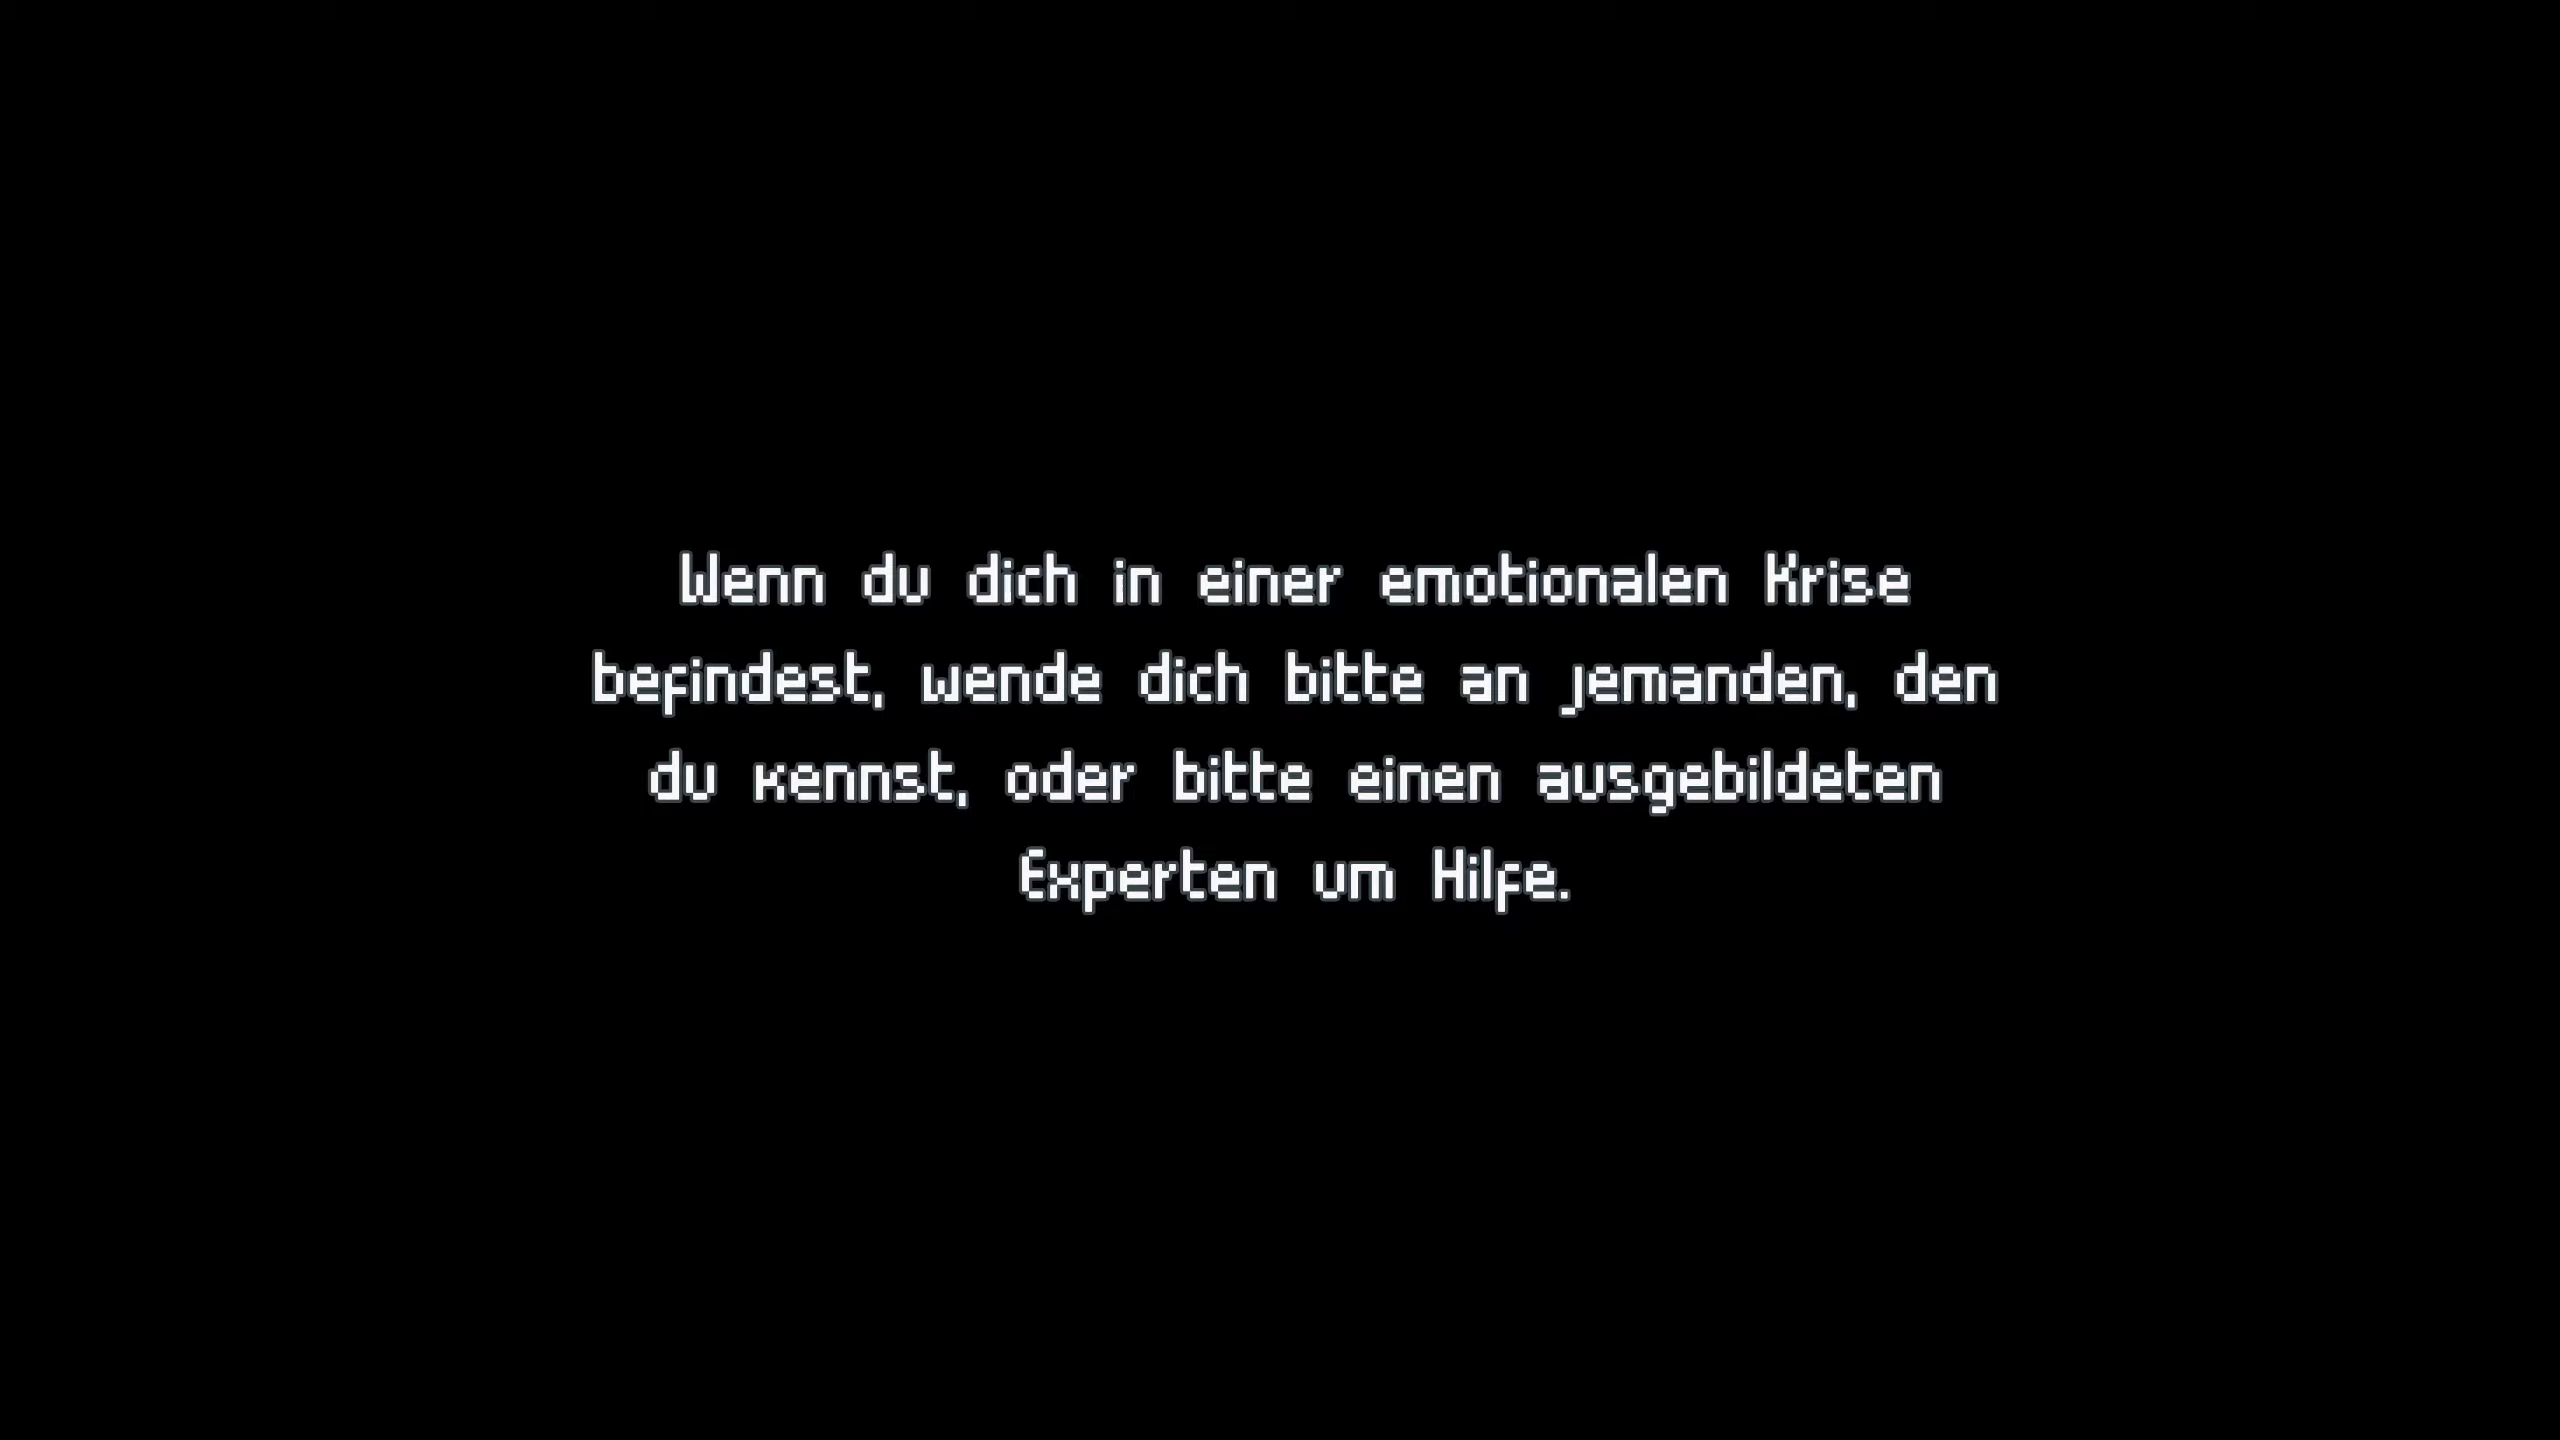 Wenn du dich in einer emotionalen Krise
befindest, wende dich bitte an jemanden, den
du kennst, oder bitte einen ausgebildeten
Experten um Hilfe.